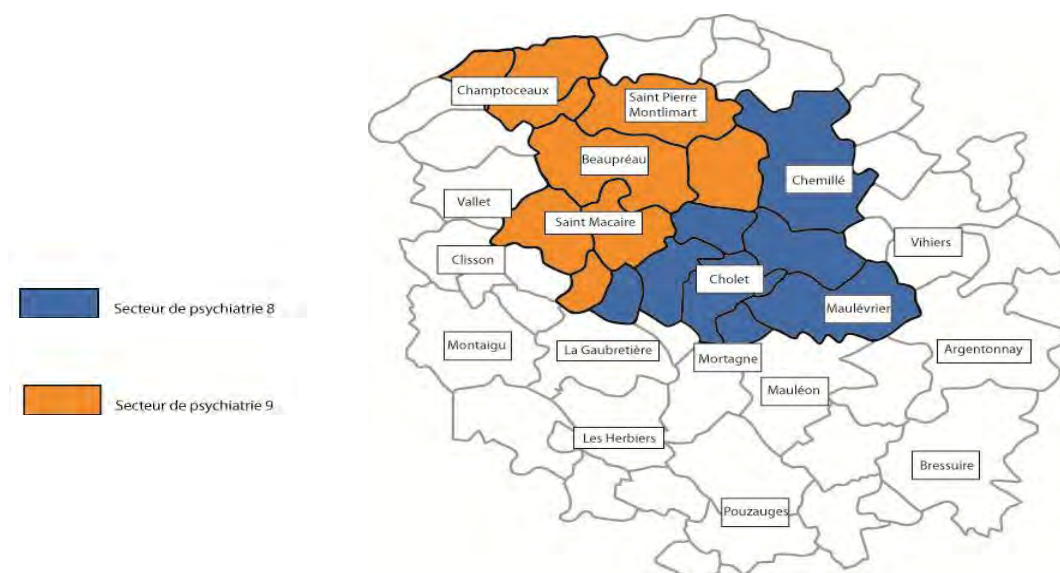 Champtoceaux
Saint Pierre
Montlimart
Beaupréau
Chemillé
Vallet
Saint Macaire
Vihiers
Clisson
Cholet
Secteur de psychiatrie 8
Maulévrier
Montaigu
La Gaubretière
Mortagne
Argentonnay
Mauléon
Secteur de psychiatrie 9
Les Herbiers
Bressuire
Pouzauges